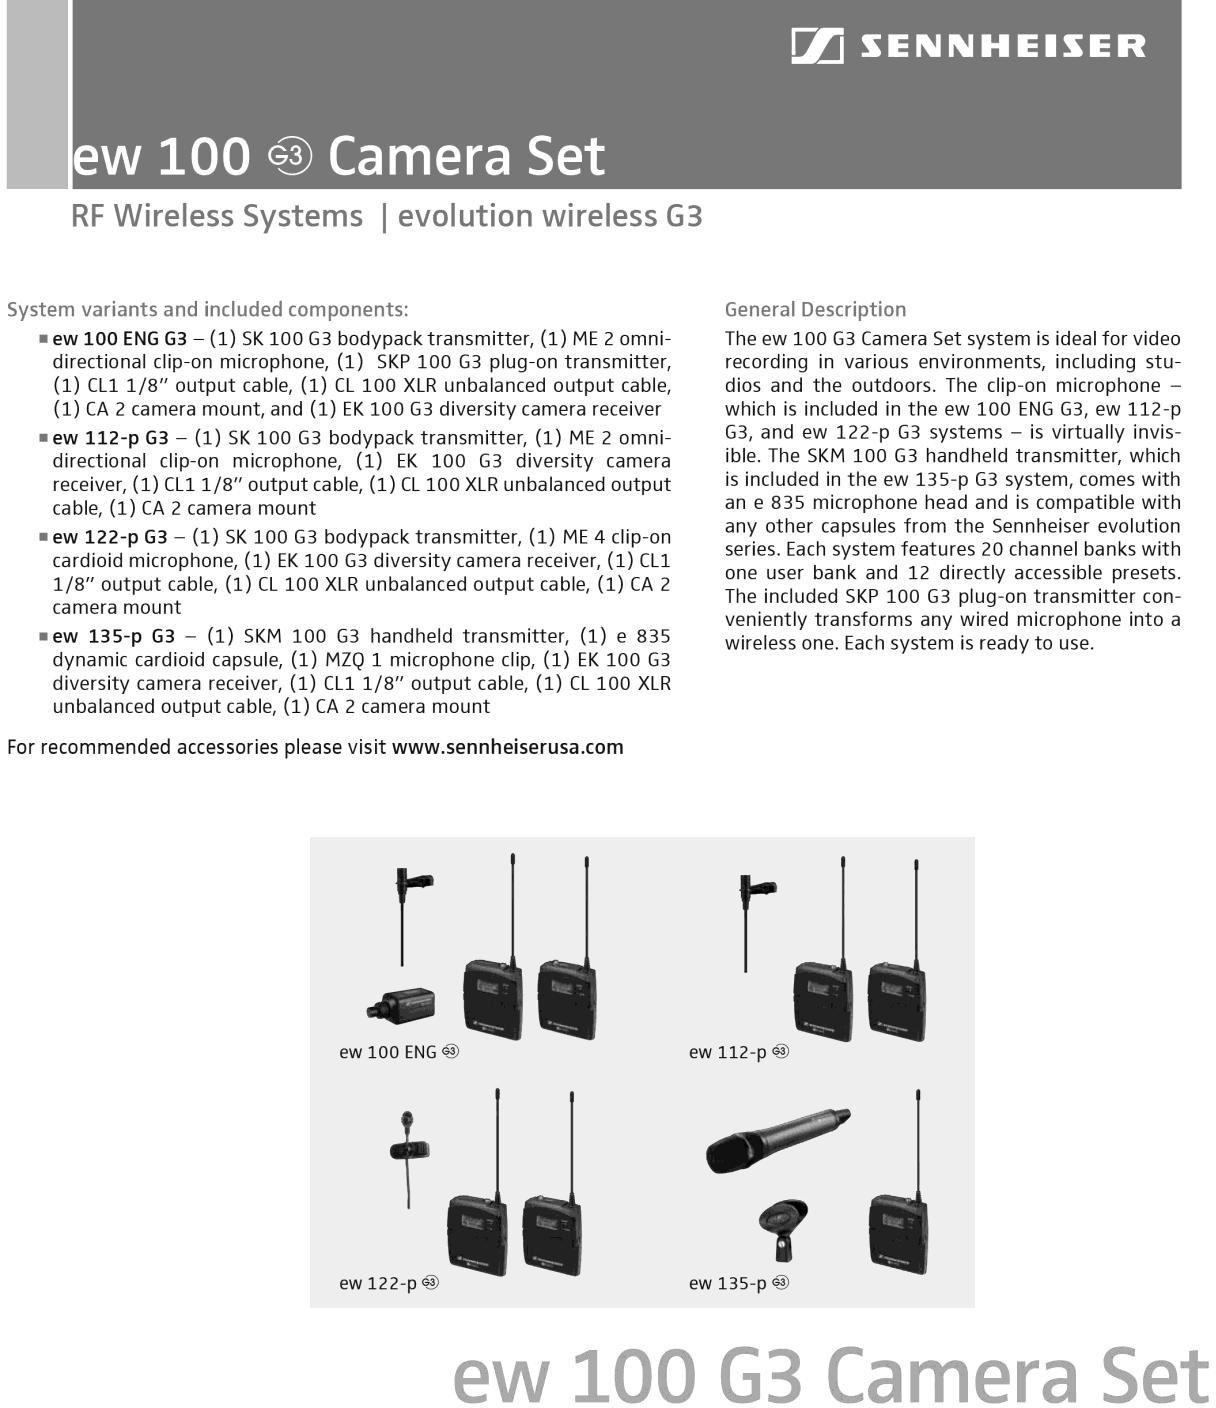 SENNHEISER
ew 100 G3 Camera Set
RF Wireless Systems | evolution wireless G3
System variants and included components:
■ ew 100 ENG G3 – (1) SK 100 G3 bodypack transmitter, (1) ME 2 omni-
directional clip-on microphone, (1) SKP 100 G3 plug-on transmitter,
(1) CL1 1/8” output cable, (1) CL 100 XLR unbalanced output cable,
(1) CA 2 camera mount, and (1) EK 100 G3 diversity camera receiver
■ ew 112-p G3 – (1) SK 100 G3 bodypack transmitter, (1) ME 2 omni-
directional clip-on microphone, (1) EK 100 G3 diversity camera
receiver, (1) CL1 1/8” output cable, (1) CL 100 XLR unbalanced output
cable, (1) CA 2 camera mount
■ ew 122-p G3 – (1) SK 100 G3 bodypack transmitter, (1) ME 4 clip-on
cardioid microphone, (1) EK 100 G3 diversity camera receiver, (1) CL1
1/8” output cable, (1) CL 100 XLR unbalanced output cable, (1) CA 2
camera mount
■ ew 135-p G3 – (1) SKM 100 G3 handheld transmitter, (1) e 835
dynamic cardioid capsule, (1) MZQ 1 microphone clip, (1) EK 100 G3
diversity camera receiver, (1) CL1 1/8” output cable, (1) CL 100 XLR
unbalanced output cable, (1) CA 2 camera mount
For recommended accessories please visit www.sennheiserusa.com
General Description
The ew 100 G3 Camera Set system is ideal for video
recording in various environments, including stu-
dios and the outdoors. The clip-on microphone –
which is included in the ew 100 ENG G3, ew 112-p
G3, and ew 122-p G3 systems – is virtually invis-
ible. The SKM 100 G3 handheld transmitter, which
is included in the ew 135-p G3 system, comes with
an e 835 microphone head and is compatible with
any other capsules from the Sennheiser evolution
series. Each system features 20 channel banks with
one user bank and 12 directly accessible presets.
The included SKP 100 G3 plug-on transmitter con-
veniently transforms any wired microphone into a
wireless one. Each system is ready to use.
ew 100 ENG G3
ew 112-p G3
ew 122-p G3
ew 135-p G3
ew 100 G3 Camera Set